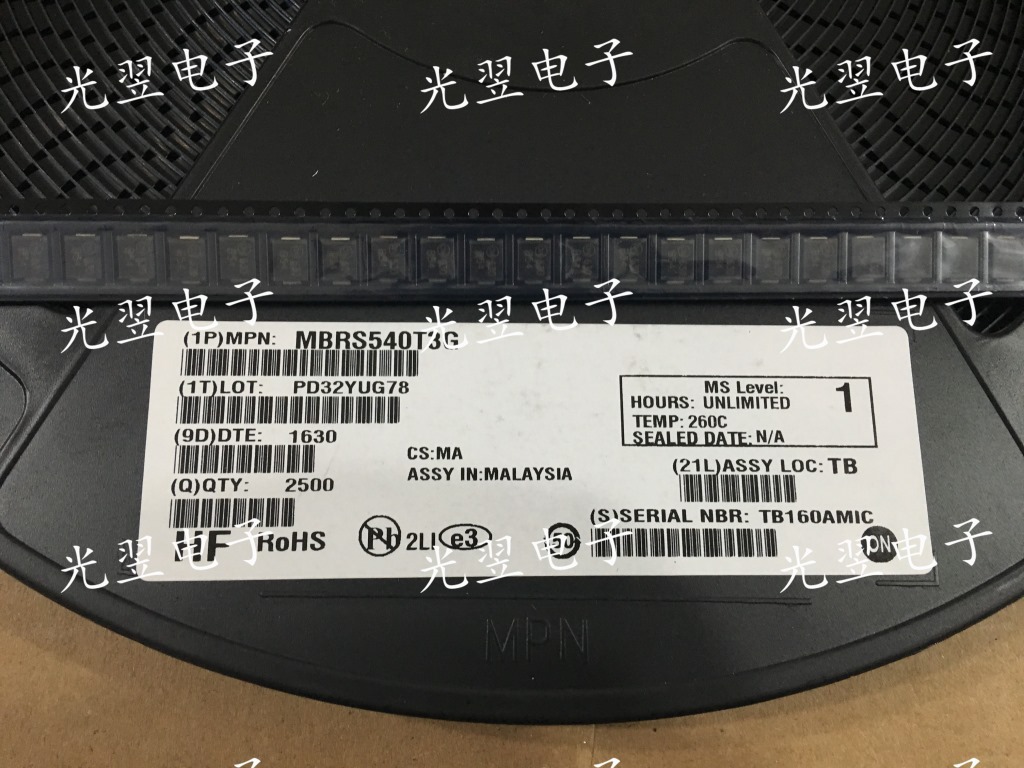 光翌电子 光翌电子 光翌电子
光翌电子 光翌电子 光翌电子
(1P)MPN: MBRS540T3G
(1T)LOT: PD32YUG78
MS Level: 1
HOURS: UNLIMITED
TEMP: 260C
SEALED DATE: N/A
(9D)DTE: 1630
CS:MA
ASSY IN:MALAYSIA
(21L)ASSY LOC: TB
(Q)QTY: 2500
(S)SERIAL NBR: TB160AMIC
HF RoHS Pb 2LI e3 50 ON
光翌电子 光翌电子 光翌电子
MPN